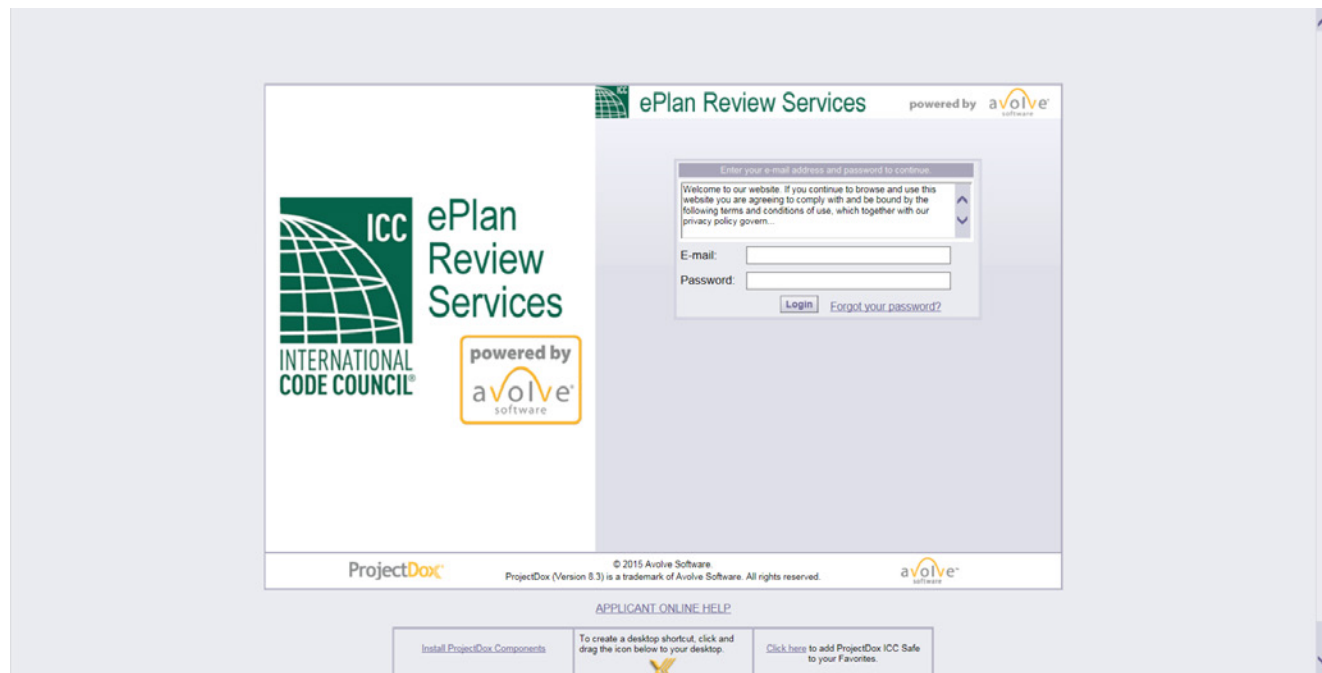 ePlan Review Services
powered by
avolve
software
ICC
ePlan
Review
Services
INTERNATIONAL
CODE COUNCIL®
powered by
avolve
software
Enter your e-mail address and password to continue.
Welcome to our website. If you continue to browse and use this
website you are agreeing to comply with and be bound by the
following terms and conditions of use, which together with our
privacy policy govern...
E-mail:
Password:
Login
Forgot your password?
ProjectDox
© 2015 Avolve Software.
ProjectDox (Version 8.3) is a trademark of Avolve Software. All rights reserved.
avolve
software
APPLICANT ONLINE HELP
Install ProjectDox Components
To create a desktop shortcut, click and
drag the icon below to your desktop.
Click here to add ProjectDox ICC Safe
to your Favorites.